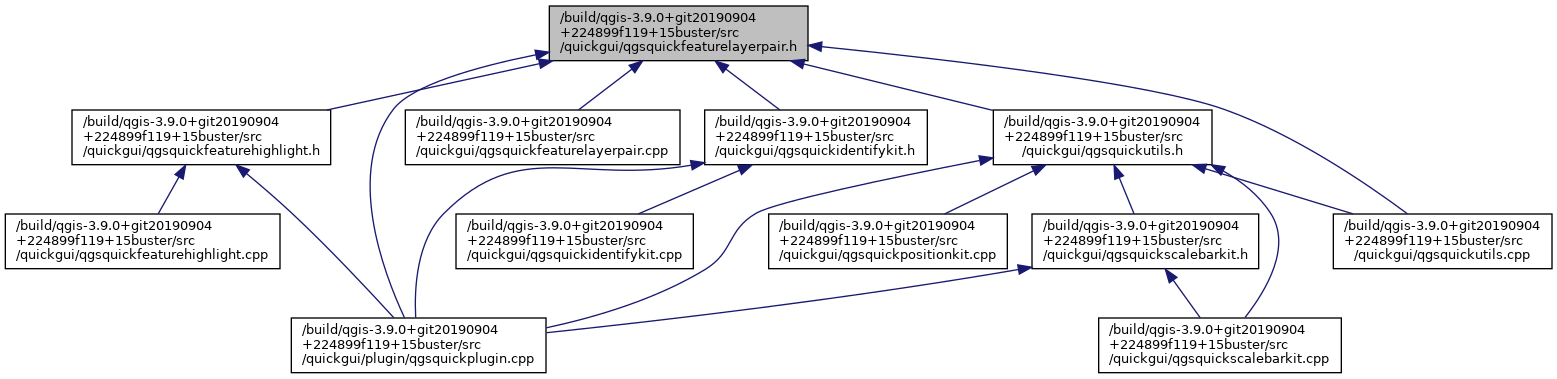 /build/qgis-3.9.0+git20190904
+224899f119+15buster/src
/quickgui/qgsquickfeaturelayerpair.h
/build/qgis-3.9.0+git20190904
+224899f119+15buster/src
/quickgui/qgsquickfeaturehighlight.h
/build/qgis-3.9.0+git20190904
+224899f119+15buster/src
/quickgui/qgsquickfeaturelayerpair.cpp
/build/qgis-3.9.0+git20190904
+224899f119+15buster/src
/quickgui/qgsquickidentifykit.h
/build/qgis-3.9.0+git20190904
+224899f119+15buster/src
/quickgui/qgsquickutils.h
/build/qgis-3.9.0+git20190904
+224899f119+15buster/src
/quickgui/qgsquickfeaturehighlight.cpp
/build/qgis-3.9.0+git20190904
+224899f119+15buster/src
/quickgui/qgsquickidentifykit.cpp
/build/qgis-3.9.0+git20190904
+224899f119+15buster/src
/quickgui/qgsquickpositionkit.cpp
/build/qgis-3.9.0+git20190904
+224899f119+15buster/src
/quickgui/qgsquickscalebarkit.h
/build/qgis-3.9.0+git20190904
+224899f119+15buster/src
/quickgui/qgsquickutils.cpp
/build/qgis-3.9.0+git20190904
+224899f119+15buster/src
/quickgui/plugin/qgsquickplugin.cpp
/build/qgis-3.9.0+git20190904
+224899f119+15buster/src
/quickgui/qgsquickscalebarkit.cpp